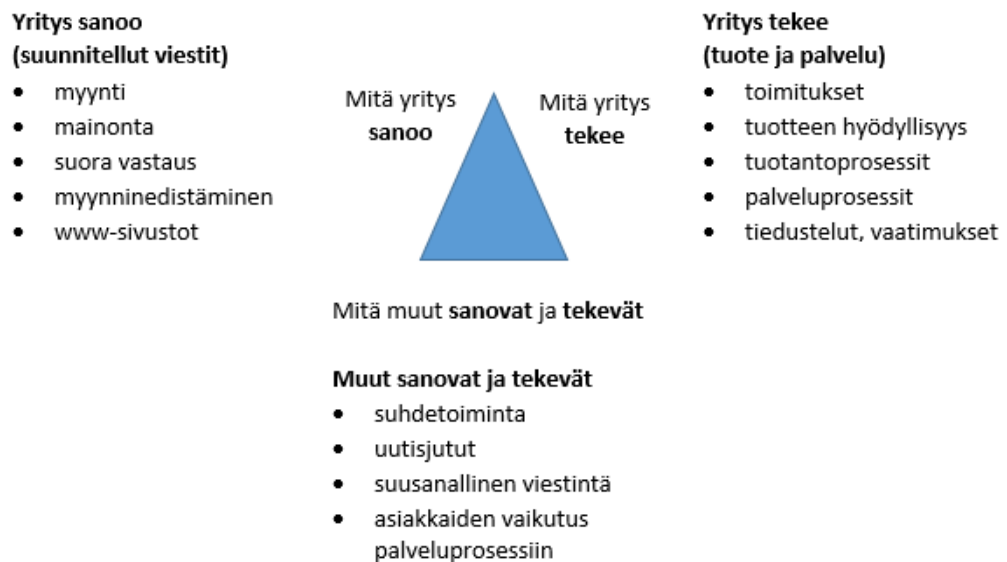 Yritys sanoo
(suunnitellut viestit)
• myynti
• mainonta
• suora vastaus
• myynninedistäminen
• www-sivustot
Mitä yritys
sanoo
Mitä yritys
tekee
Yritys tekee
(tuote ja palvelu)
• toimitukset
• tuotteen hyödyllisyys
• tuotantoprosessit
• palveluprosessit
• tiedustelut, vaatimukset
Mitä muut sanovat ja tekevät
Muut sanovat ja tekevät
• suhdetoiminta
• uutisjutut
• suusanallinen viestintä
• asiakkaiden vaikutus
palveluprosessiin